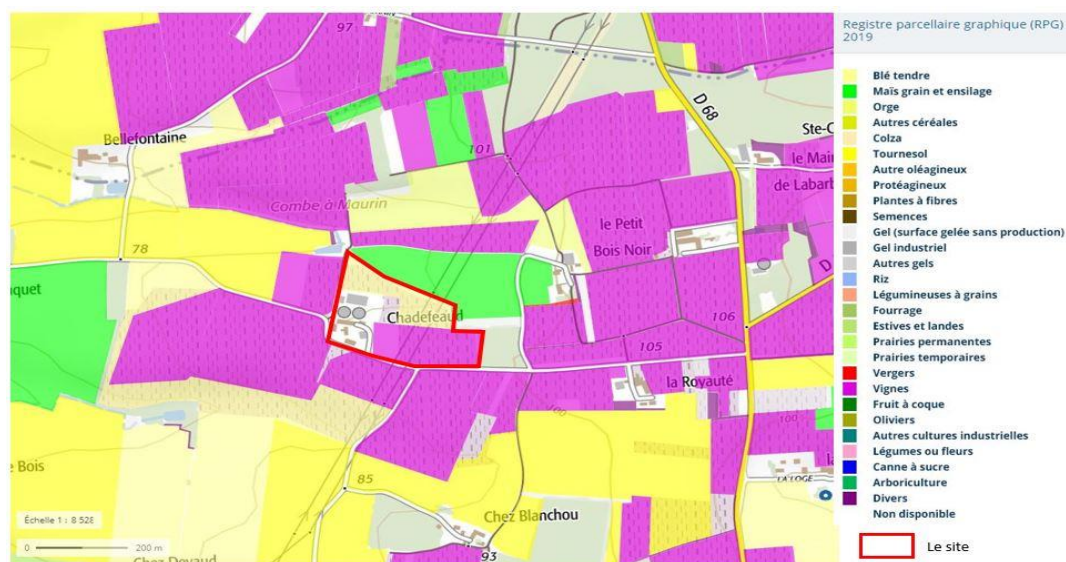 97
D 68
Bellefontaine
101
Ste-C
le Mai
de Labarb
Combe à Maurin
le Petit
Bois Noir
78
D
quet
Chadefeaud
106
105
la Royauté
100
100
la
e Bois
85
LA LOGE
Chez Blanchou
Échelle 1 : 8 528
0 200 m
93
Chez Devaud
Registre parcellaire graphique (RPG)
2019
Blé tendre
Maïs grain et ensilage
Orge
Autres céréales
Colza
Tournesol
Autre oléagineux
Protéagineux
Plantes à fibres
Semences
Gel (surface gelée sans production)
Gel industriel
Autres gels
Riz
Légumineuses à grains
Fourrage
Estives et landes
Prairies permanentes
Prairies temporaires
Vergers
Vignes
Fruit à coque
Oliviers
Autres cultures industrielles
Légumes ou fleurs
Canne à sucre
Arboriculture
Divers
Non disponible
Le site